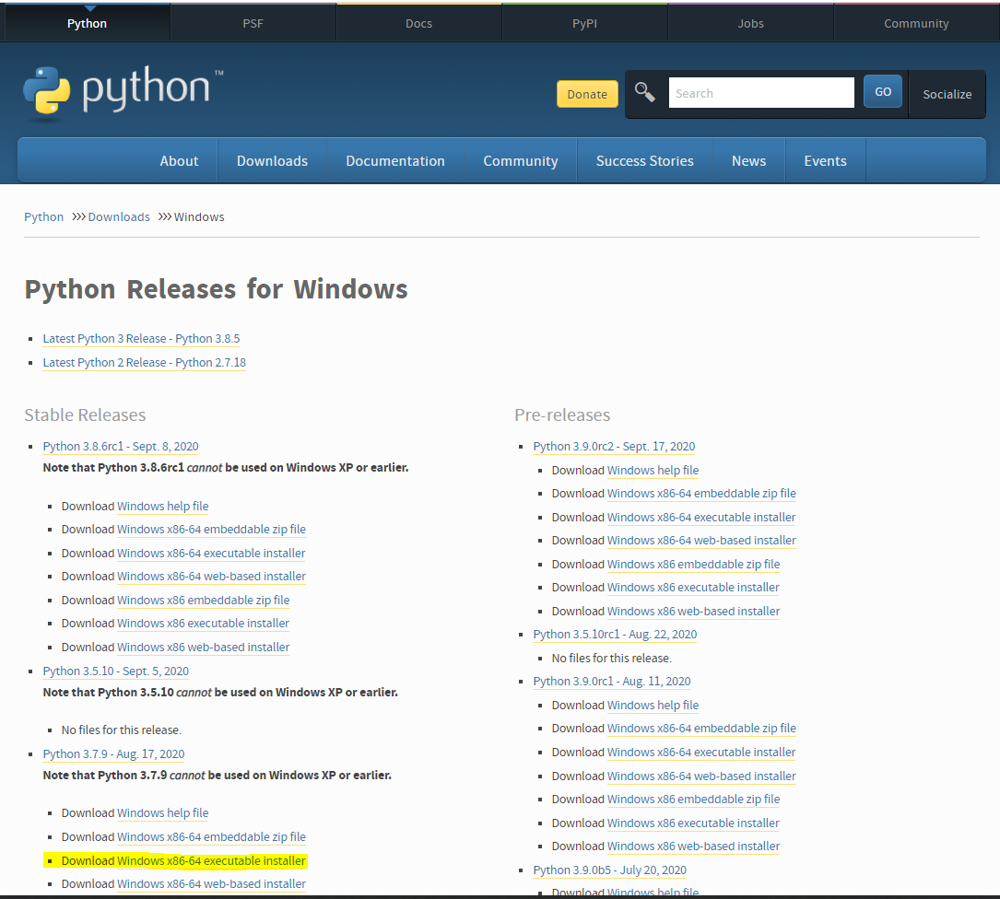 Python PSF Docs PyPI Jobs Community
python™
Donate Search GO Socialize
About Downloads Documentation Community Success Stories News Events
Python >>> Downloads >>> Windows
Python Releases for Windows
Latest Python 3 Release - Python 3.8.5
Latest Python 2 Release - Python 2.7.18
Stable Releases
Python 3.8.6rc1 - Sept. 8, 2020
Note that Python 3.8.6rc1 cannot be used on Windows XP or earlier.
Download Windows help file
Download Windows x86-64 embeddable zip file
Download Windows x86-64 executable installer
Download Windows x86-64 web-based installer
Download Windows x86 embeddable zip file
Download Windows x86 executable installer
Download Windows x86 web-based installer
Python 3.5.10 - Sept. 5, 2020
Note that Python 3.5.10 cannot be used on Windows XP or earlier.
No files for this release.
Python 3.7.9 - Aug. 17, 2020
Note that Python 3.7.9 cannot be used on Windows XP or earlier.
Download Windows help file
Download Windows x86-64 embeddable zip file
Download Windows x86-64 executable installer
Download Windows x86-64 web-based installer
Pre-releases
Python 3.9.0rc2 - Sept. 17, 2020
Download Windows help file
Download Windows x86-64 embeddable zip file
Download Windows x86-64 executable installer
Download Windows x86-64 web-based installer
Download Windows x86 embeddable zip file
Download Windows x86 executable installer
Download Windows x86 web-based installer
Python 3.5.10rc1 - Aug. 22, 2020
No files for this release.
Python 3.9.0rc1 - Aug. 11, 2020
Download Windows help file
Download Windows x86-64 embeddable zip file
Download Windows x86-64 executable installer
Download Windows x86-64 web-based installer
Download Windows x86 embeddable zip file
Download Windows x86 executable installer
Download Windows x86 web-based installer
Python 3.9.0b5 - July 20, 2020
Download Windows help file